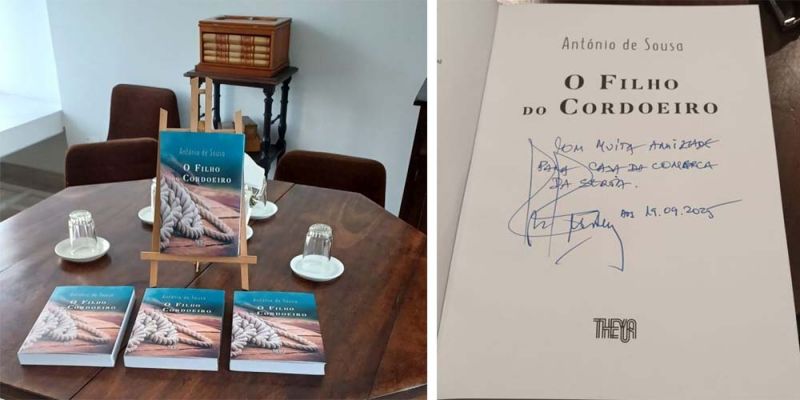 António de Sousa
O FILHO
DO CORDOEIRO
António de Sousa
O FILHO
DO CORDOEIRO
António de Sousa
O FILHO
DO CORDOEIRO
António de Sousa
O FILHO
DO CORDOEIRO
António de Sousa
O FILHO
DO CORDOEIRO
COM MUITA AMIZADE
PARA CASA DA COMARCA
DA SERTÃ.
AOS 19.09.2025
THEYA